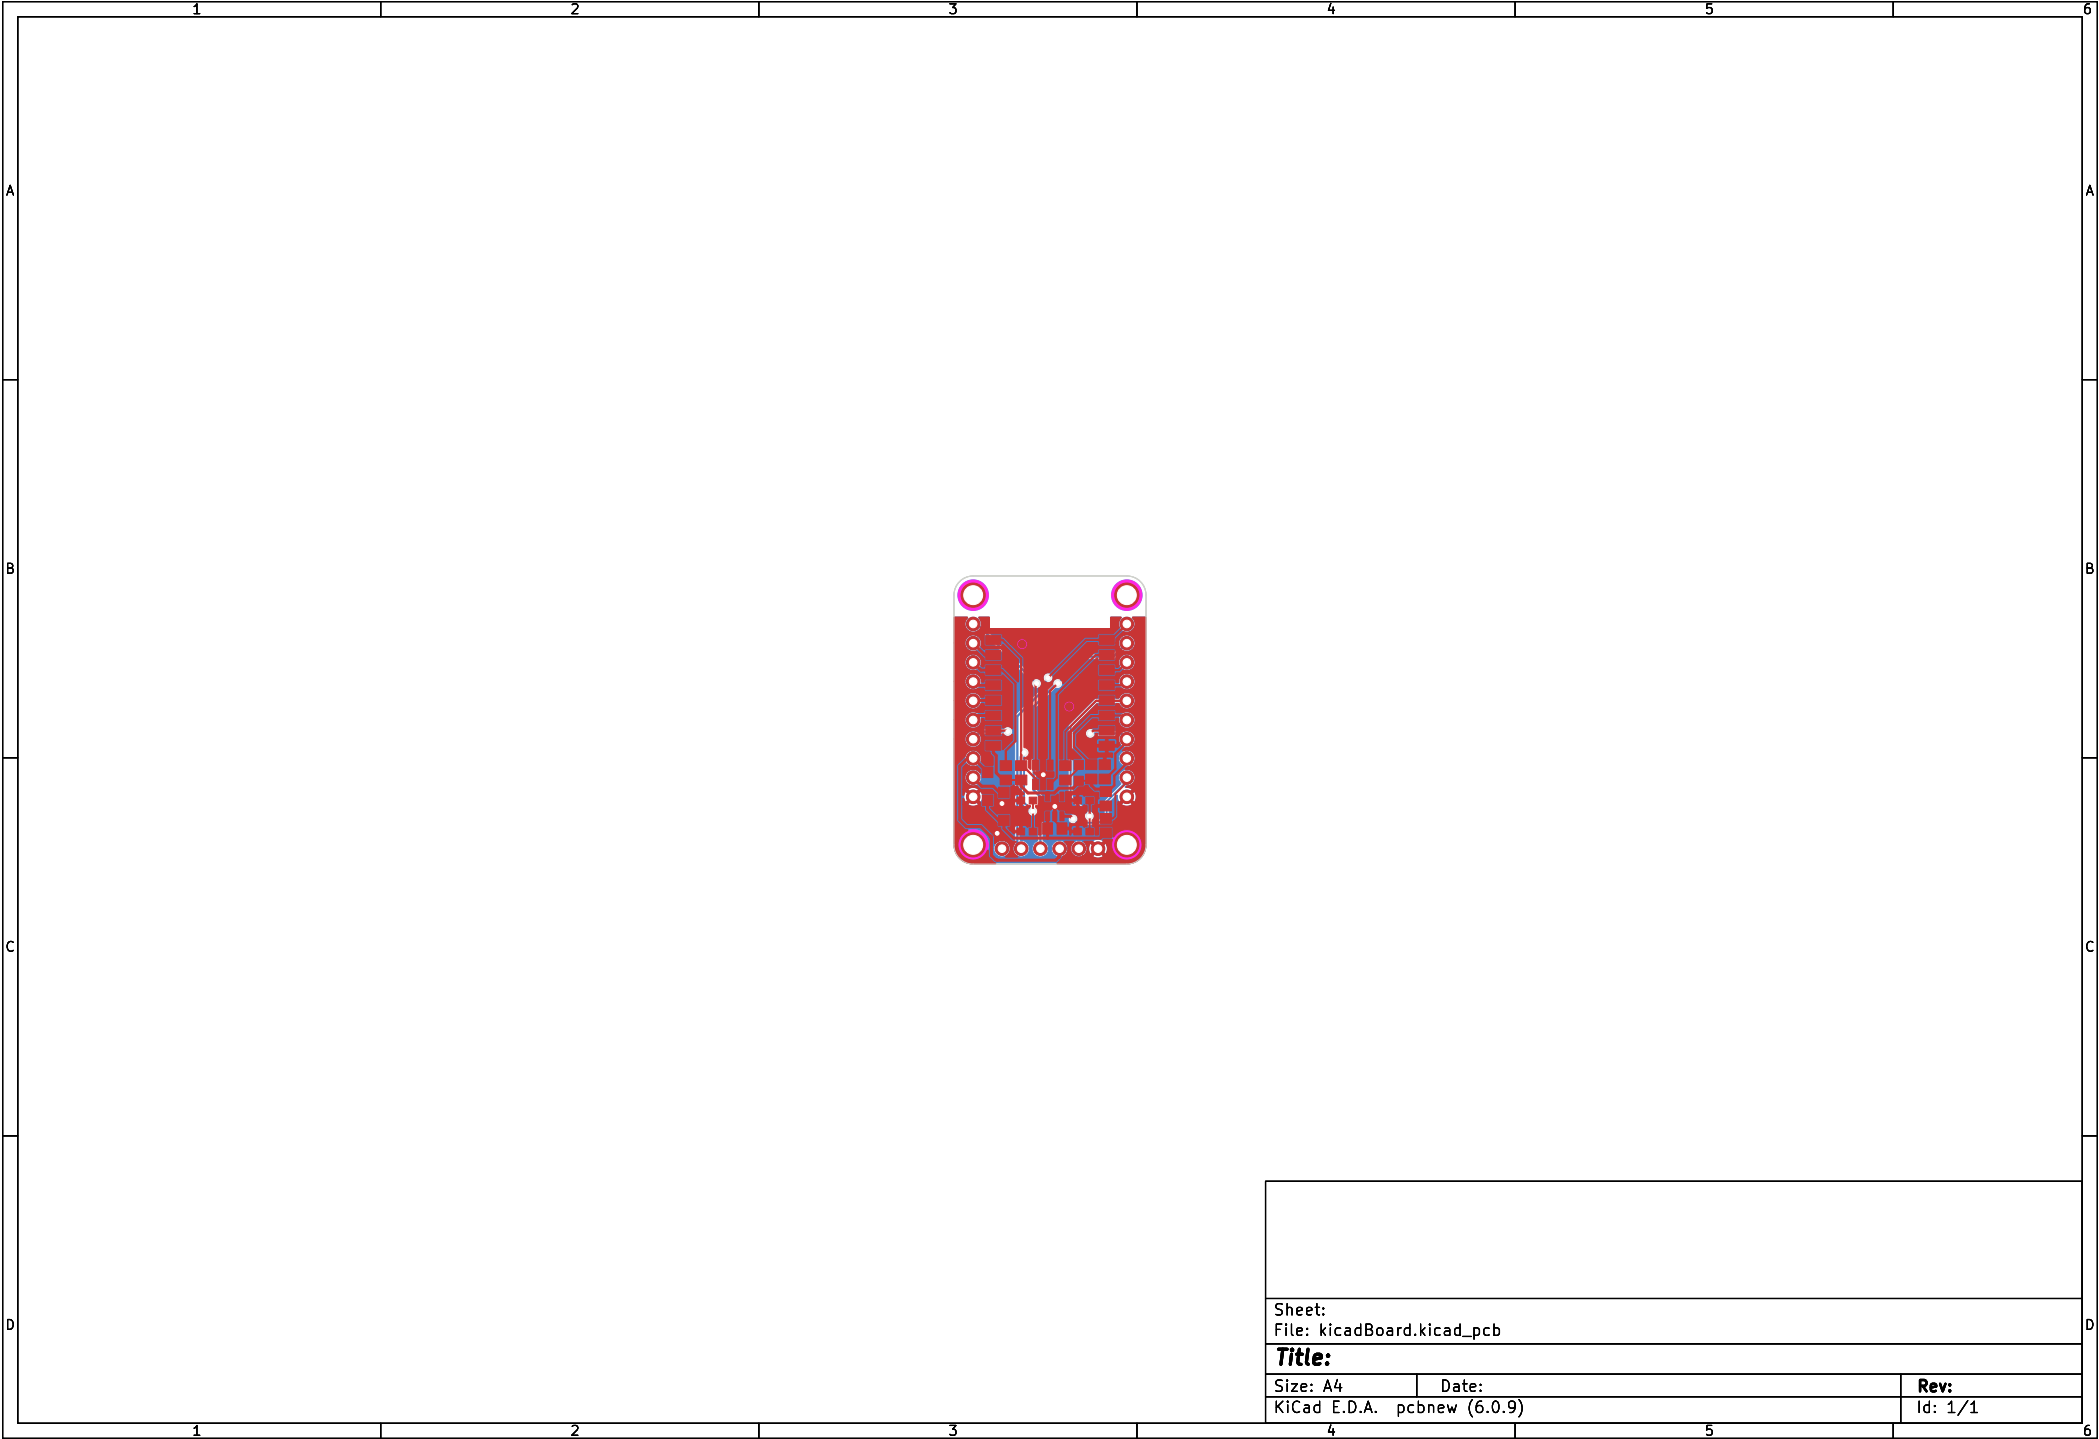 1 2 3 4 5 6
A A
B B
C C
D D
Sheet:
File: kicadBoard.kicad_pcb
Title:
Size: A4 Date: Rev:
KiCad E.D.A. pcbnew (6.0.9) Id: 1/1
1 2 3 4 5 6